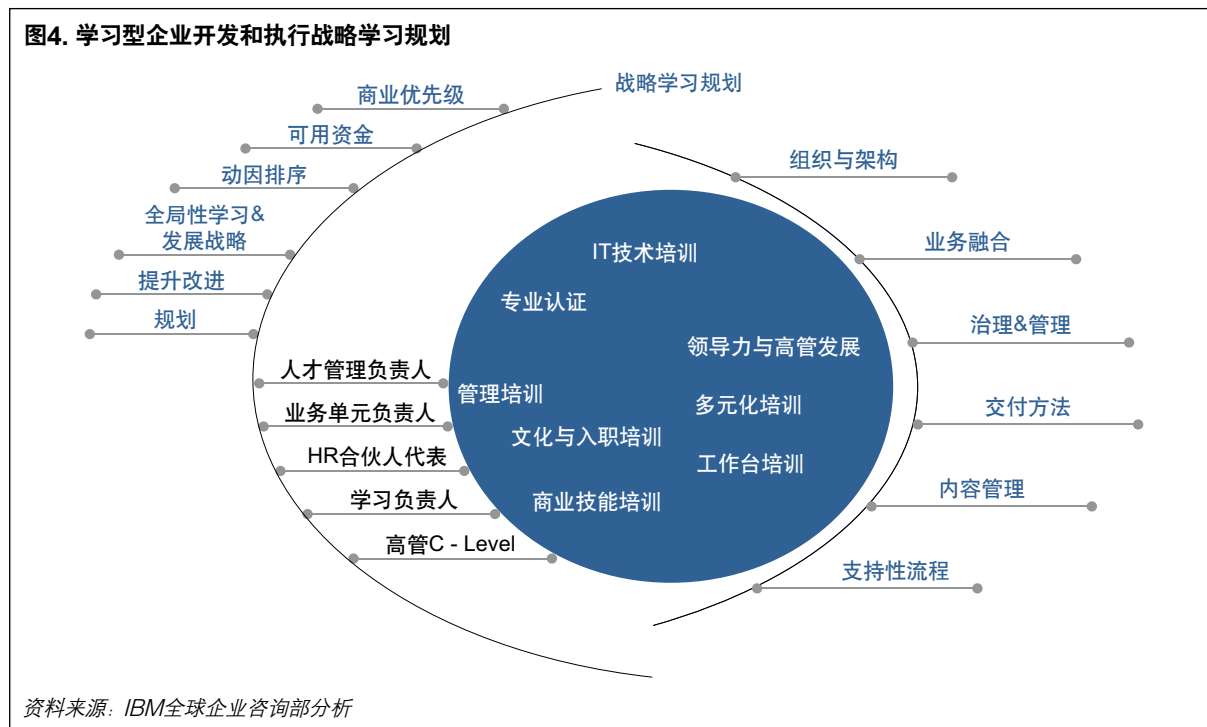 图4. 学习型企业开发和执行战略学习规划
战略学习规划
商业优先级
可用资金
动因排序
全局性学习&
发展战略
提升改进
规划
人才管理负责人
业务单元负责人
HR合伙人代表
学习负责人
高管C - Level
IT技术培训
专业认证
领导力与高管发展
管理培训
多元化培训
文化与入职培训
工作台培训
商业技能培训
组织与架构
业务融合
治理&管理
交付方法
内容管理
支持性流程
资料来源：IBM全球企业咨询部分析